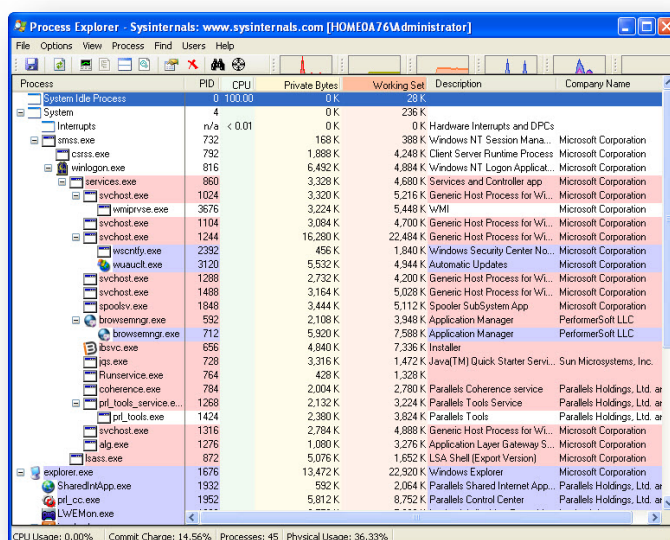 Process Explorer - Sysinternals: www.sysinternals.com [HOME0A76\Administrator]
File Options View Process Find Users Help
Process PID CPU Private Bytes Working Set Description Company Name
System Idle Process 0 100.00 0 K 28 K
System 4 0 K 236 K
Interrupts n/a < 0.01 0 K 0 K Hardware Interrupts and DPCs
smss.exe 732 168 K 388 K Windows NT Session Mana... Microsoft Corporation
csrss.exe 792 1,888 K 4,248 K Client Server Runtime Process Microsoft Corporation
winlogon.exe 816 6,492 K 4,884 K Windows NT Logon Applicat... Microsoft Corporation
services.exe 860 3,328 K 4,680 K Services and Controller app Microsoft Corporation
svchost.exe 1024 3,320 K 5,216 K Generic Host Process for Wi... Microsoft Corporation
wmiprvse.exe 3676 3,224 K 5,448 K WMI Microsoft Corporation
svchost.exe 1104 3,084 K 4,700 K Generic Host Process for Wi... Microsoft Corporation
svchost.exe 1244 16,280 K 22,484 K Generic Host Process for Wi... Microsoft Corporation
wscntfy.exe 2392 456 K 1,840 K Windows Security Center No... Microsoft Corporation
wuauclt.exe 3120 5,532 K 4,944 K Automatic Updates Microsoft Corporation
svchost.exe 1288 2,732 K 4,200 K Generic Host Process for Wi... Microsoft Corporation
svchost.exe 1488 3,164 K 5,028 K Generic Host Process for Wi... Microsoft Corporation
spoolsv.exe 1848 3,444 K 5,112 K Spooler SubSystem App Microsoft Corporation
browsemngr.exe 592 2,108 K 3,948 K Application Manager PerformerSoft LLC
browsemngr.exe 712 5,920 K 7,588 K Application Manager PerformerSoft LLC
ibsvc.exe 656 4,840 K 7,336 K Installer
jqs.exe 728 3,316 K 1,472 K Java(TM) Quick Starter Servi... Sun Microsystems, Inc.
Runservice.exe 764 428 K 1,328 K
coherence.exe 784 2,004 K 2,780 K Parallels Coherence service Parallels Holdings, Ltd. ar
prl_tools_service.e... 1268 2,132 K 3,224 K Parallels Tools Service Parallels Holdings, Ltd. ar
prl_tools.exe 1424 2,380 K 3,824 K Parallels Tools Parallels Holdings, Ltd. ar
svchost.exe 1316 2,784 K 4,888 K Generic Host Process for Wi... Microsoft Corporation
alg.exe 1276 1,080 K 3,276 K Application Layer Gateway S... Microsoft Corporation
lsass.exe 872 5,076 K 1,652 K LSA Shell (Export Version) Microsoft Corporation
explorer.exe 1676 13,472 K 22,920 K Windows Explorer Microsoft Corporation
SharedIntApp.exe 1932 592 K 2,064 K Parallels Shared Internet App... Parallels Holdings, Ltd. ar
prl_cc.exe 1952 5,812 K 8,752 K Parallels Control Center Parallels Holdings, Ltd. ar
LWEMon.exe
CPU Usage: 0.00% Commit Charge: 14.56% Processes: 45 Physical Usage: 36.33%